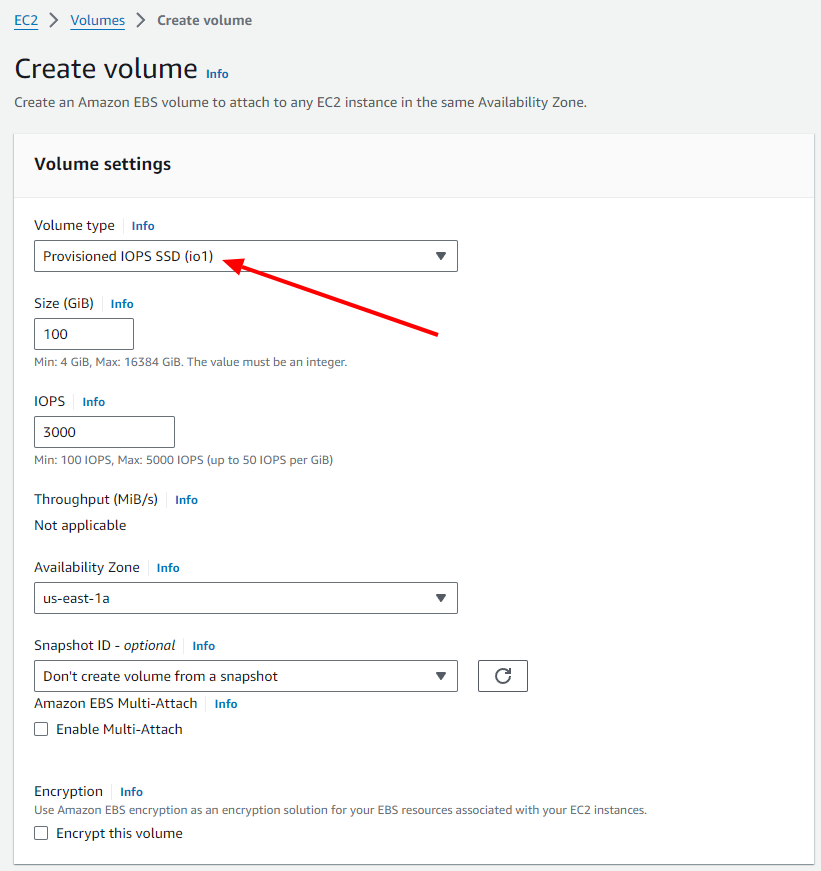 EC2 > Volumes > Create volume
Create volume Info
Create an Amazon EBS volume to attach to any EC2 instance in the same Availability Zone.
Volume settings
Volume type Info
Provisioned IOPS SSD (io1)
Size (GiB) Info
100
Min: 4 GiB, Max: 16384 GiB. The value must be an integer.
IOPS Info
3000
Min: 100 IOPS, Max: 5000 IOPS (up to 50 IOPS per GiB)
Throughput (MiB/s) Info
Not applicable
Availability Zone Info
us-east-1a
Snapshot ID - optional Info
Don't create volume from a snapshot
Amazon EBS Multi-Attach Info
Enable Multi-Attach
Encryption Info
Use Amazon EBS encryption as an encryption solution for your EBS resources associated with your EC2 instances.
Encrypt this volume